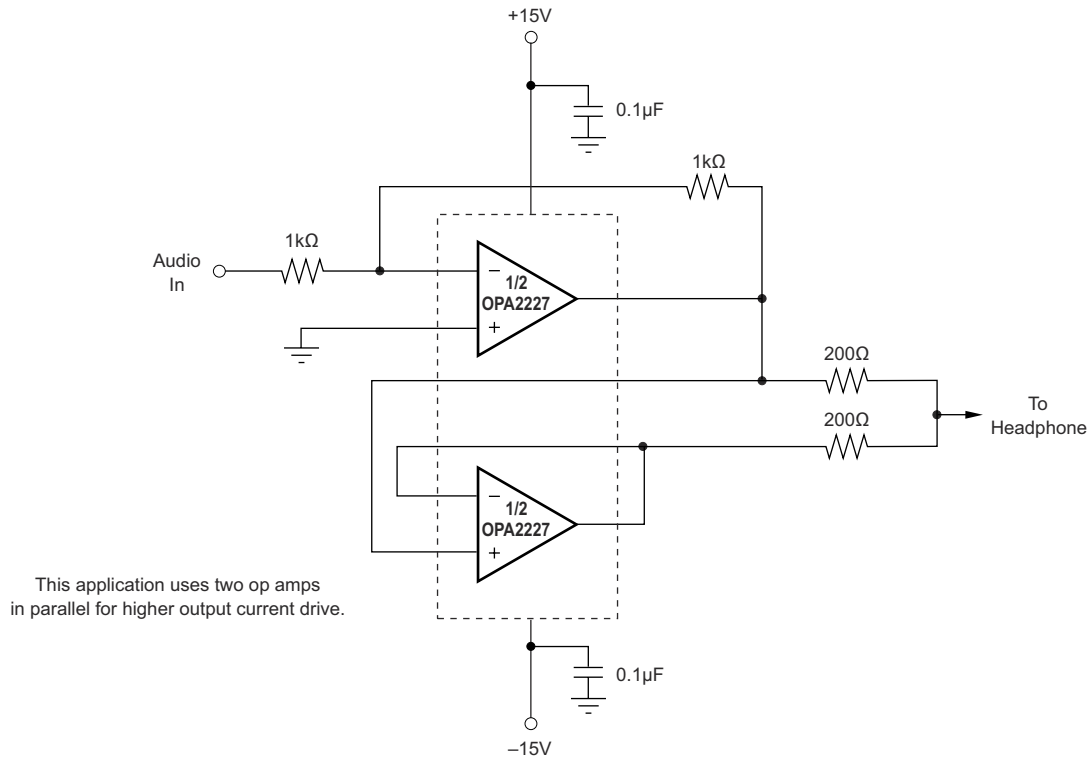 +15V
0.1µF
1kΩ
1kΩ
Audio
In
–
1/2
OPA2227
+
200Ω
To
Headphone
200Ω
–
1/2
OPA2227
+
This application uses two op amps
in parallel for higher output current drive.
0.1µF
–15V